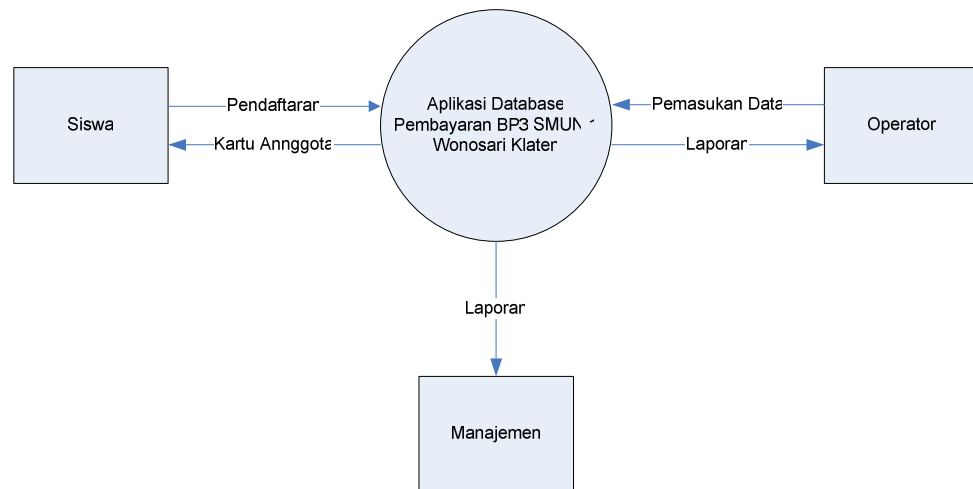 Siswa
Pendaftaran
Kartu Annggota
Aplikasi Database
Pembayaran BP3 SMUN
Wonosari Klaten
Pemasukan Data
Laporan
Operator
Laporan
Manajemen